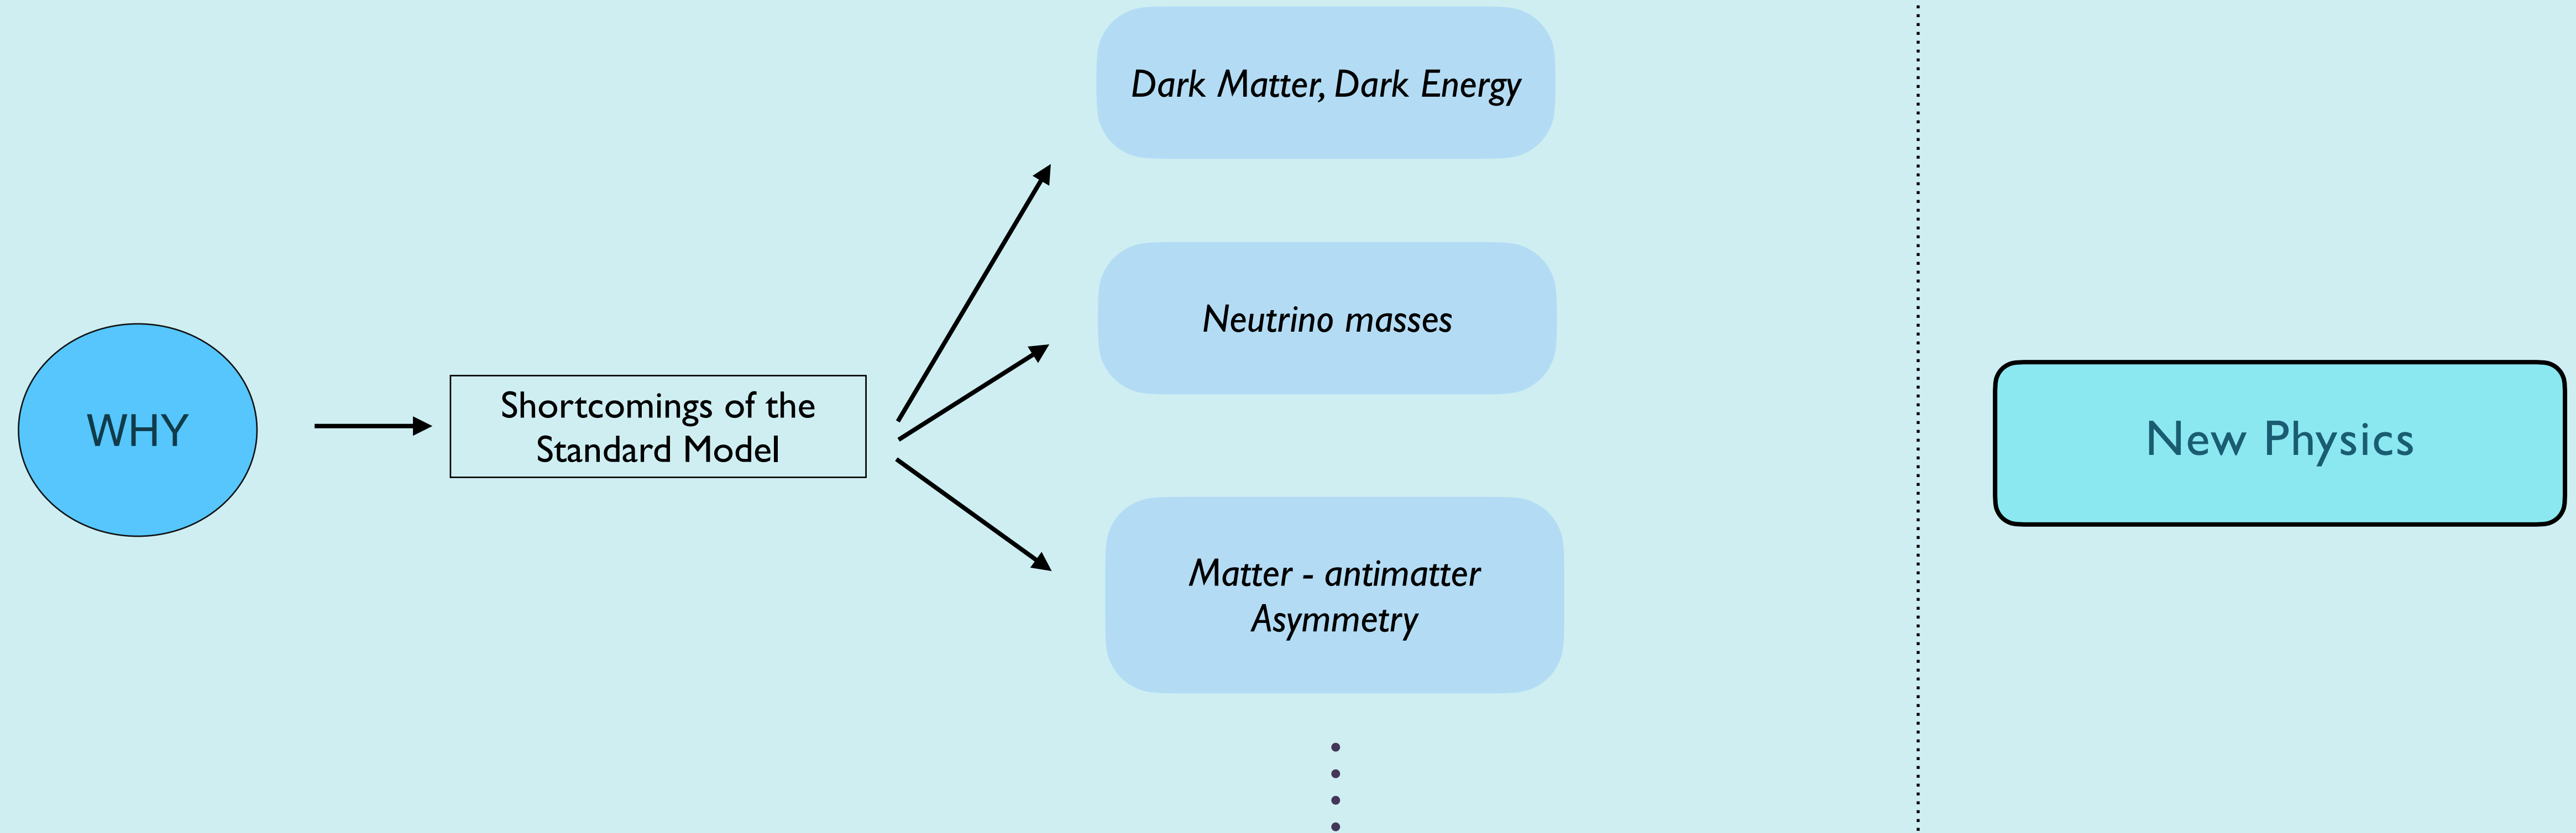 WHY
Shortcomings of the
Standard Model
Dark Matter, Dark Energy
Neutrino masses
Matter - antimatter
Asymmetry
New Physics